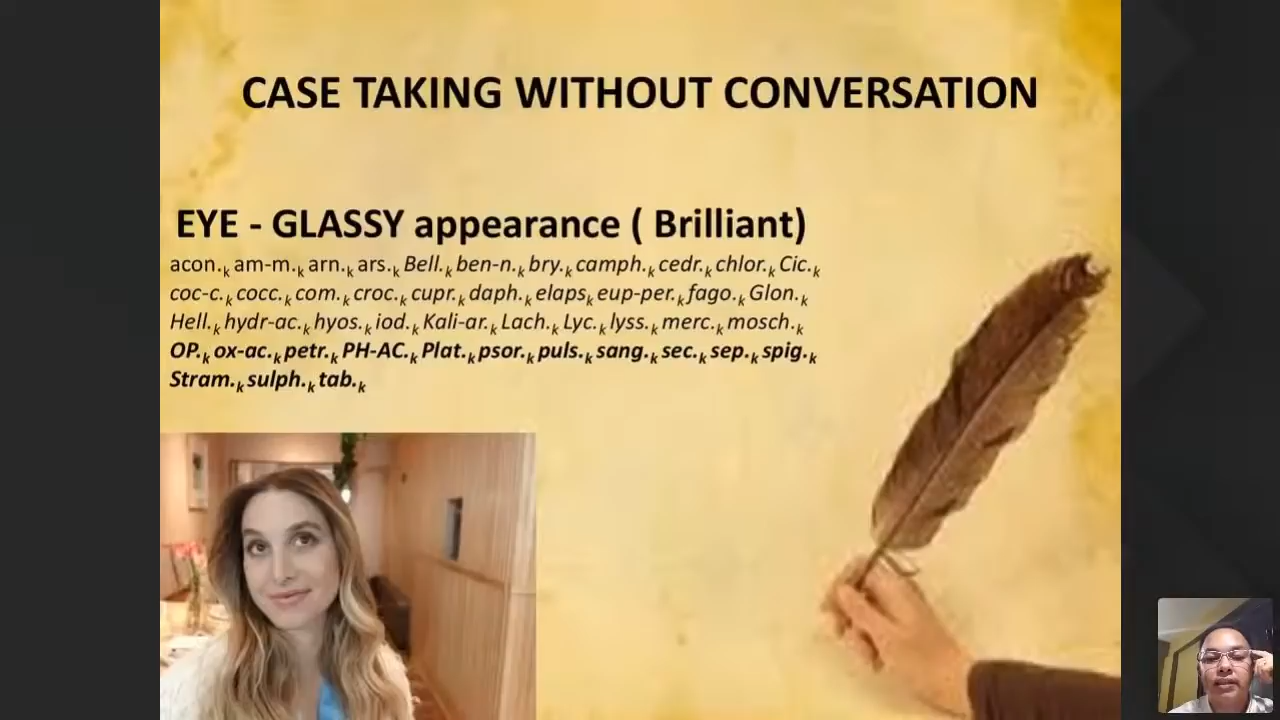 CASE TAKING WITHOUT CONVERSATION
EYE - GLASSY appearance ( Brilliant)
acon.k am-m.k arn.k ars.k Bell.k ben-n.k bry.k camph.k cedr.k chlor.k Cic.k
coc-c.k cocc.k com.k croc.k cupr.k daph.k elaps.k eup-per.k fago.k Glon.k
Hell.k hydr-ac.k hyos.k iod.k Kali-ar.k Lach.k Lyc.k lyss.k merc.k mosch.k
OP.k ox-ac.k petr.k PH-AC.k Plat.k psor.k puls.k sang.k sec.k sep.k spig.k
Stram.k sulph.k tab.k